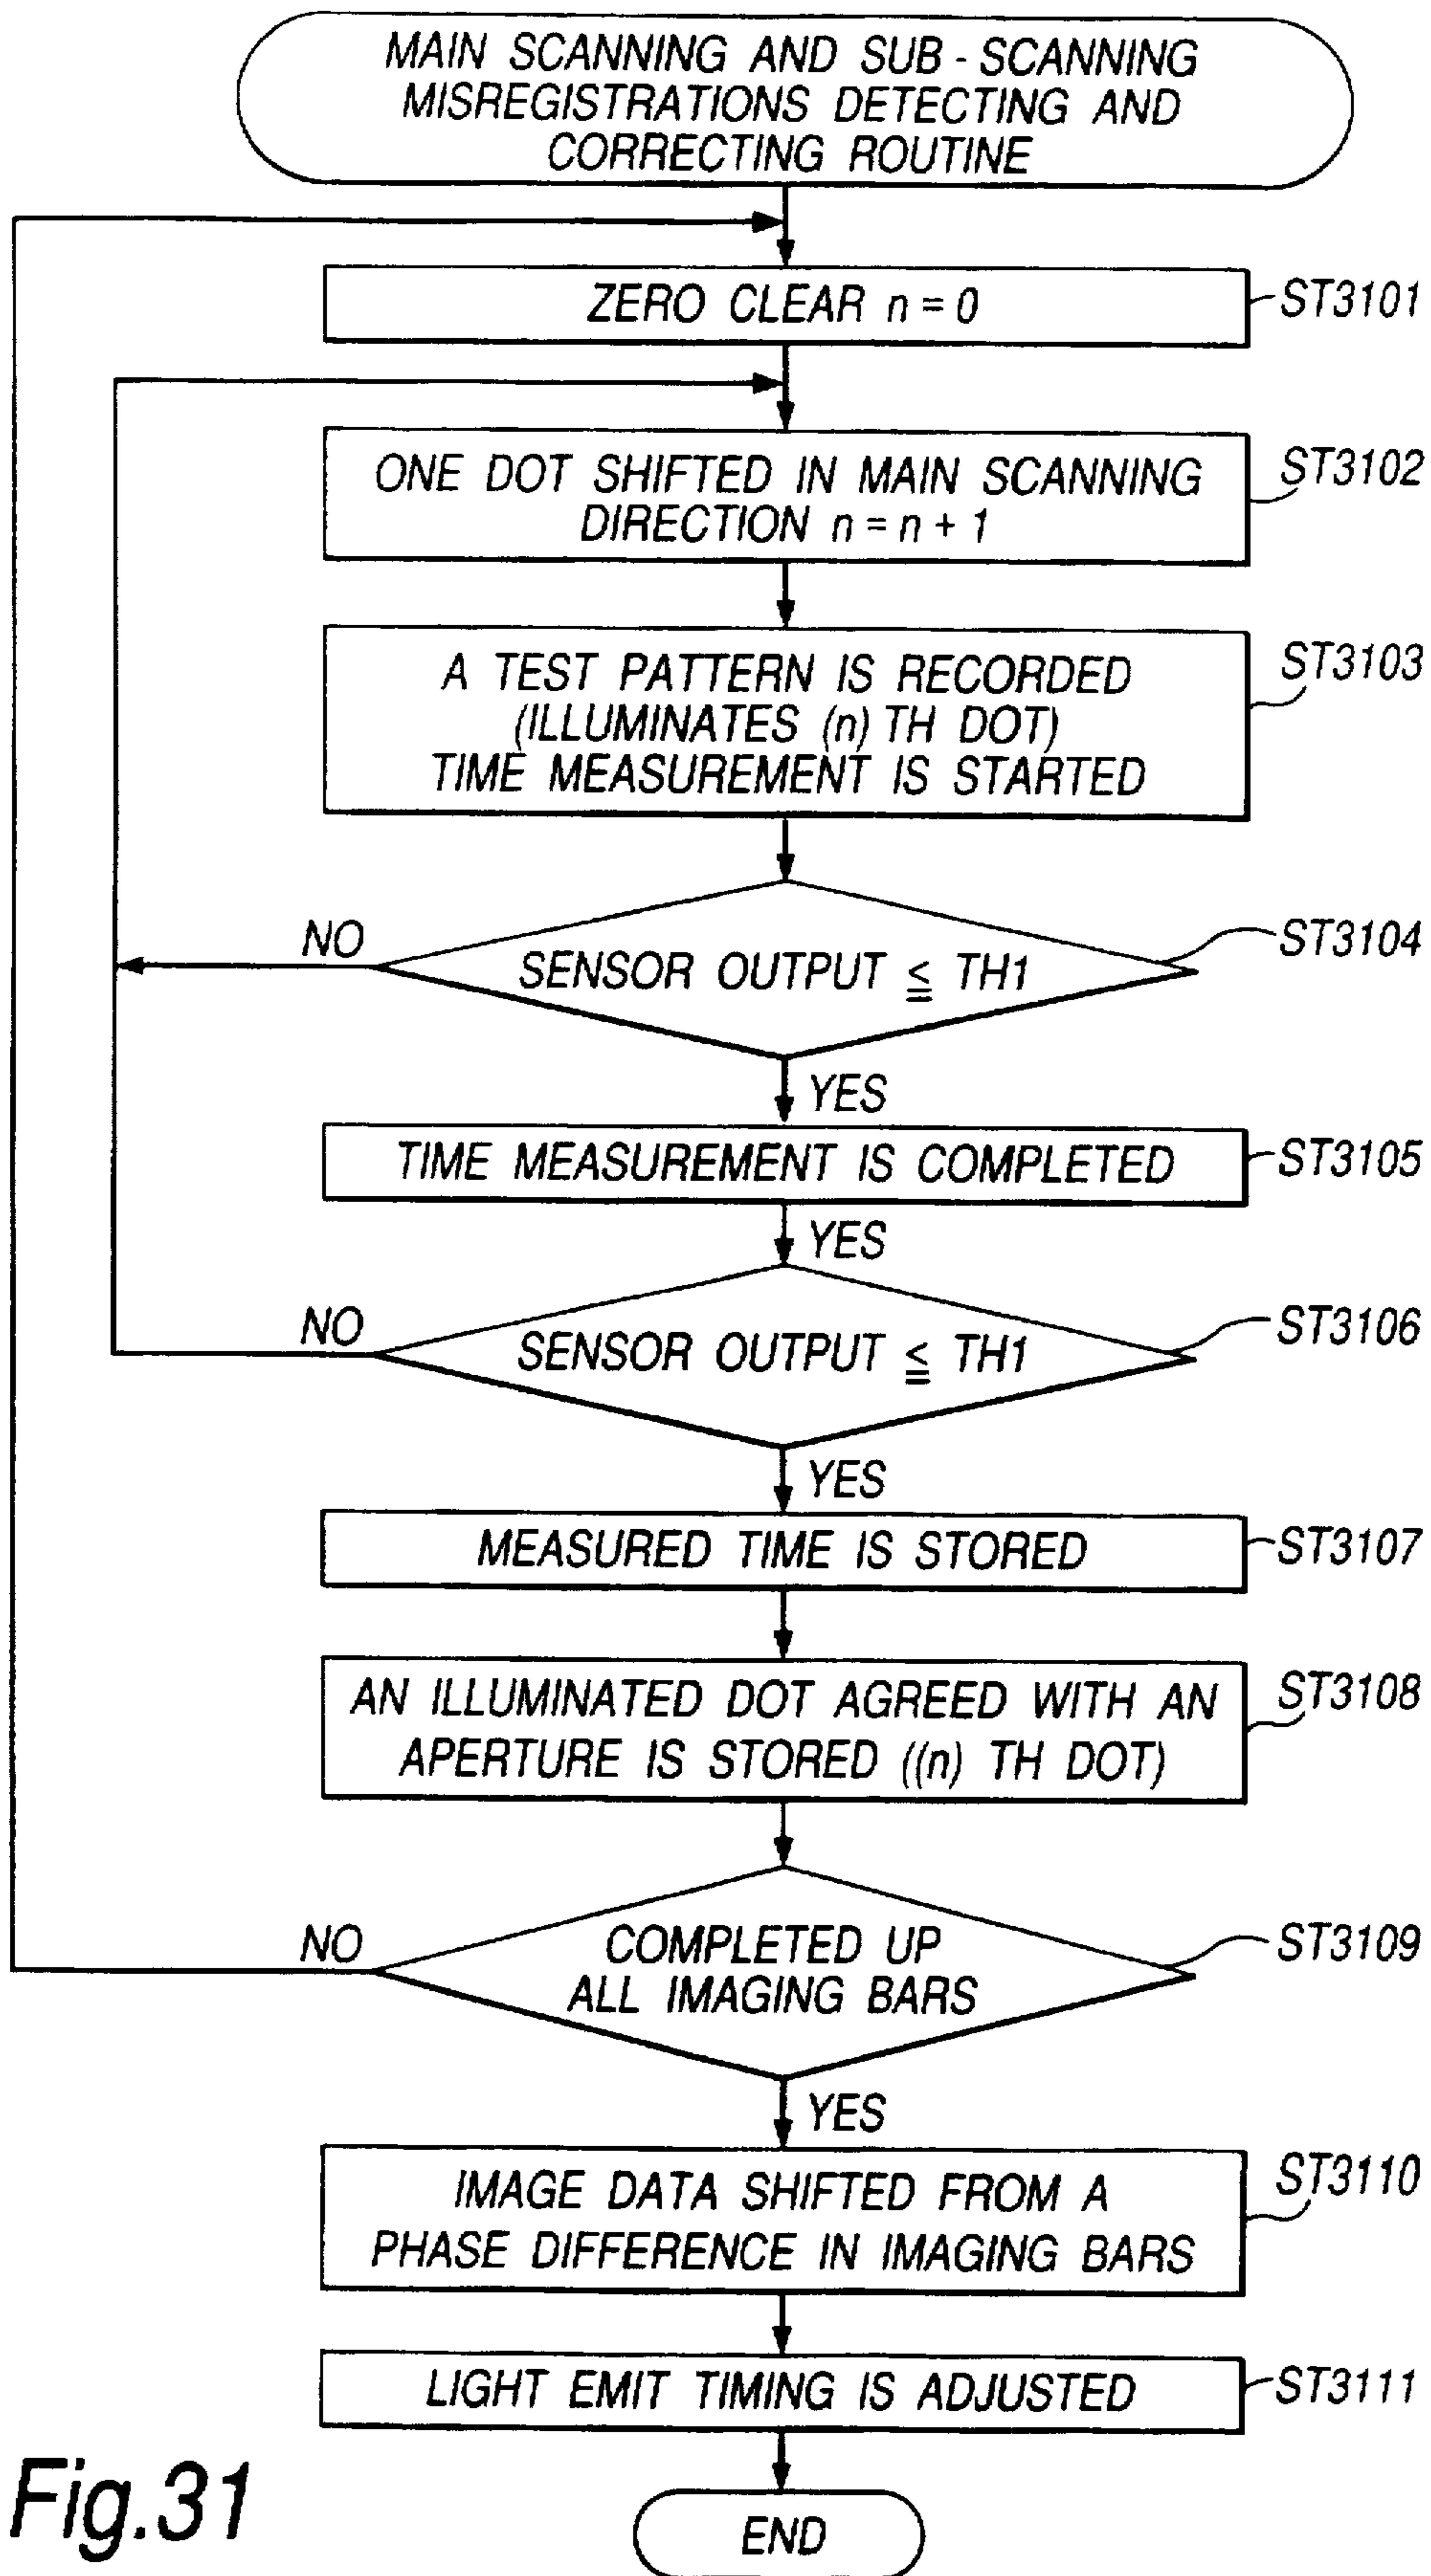 MAIN SCANNING AND SUB - SCANNING
MISREGISTRATIONS DETECTING AND
CORRECTING ROUTINE
ZERO CLEAR n = 0
ST3101
ONE DOT SHIFTED IN MAIN SCANNING
DIRECTION n = n + 1
ST3102
A TEST PATTERN IS RECORDED
(ILLUMINATES (n) TH DOT)
TIME MEASUREMENT IS STARTED
ST3103
NO
SENSOR OUTPUT ≦ TH1
ST3104
YES
TIME MEASUREMENT IS COMPLETED
ST3105
YES
NO
SENSOR OUTPUT ≦ TH1
ST3106
YES
MEASURED TIME IS STORED
ST3107
AN ILLUMINATED DOT AGREED WITH AN
APERTURE IS STORED ((n) TH DOT)
ST3108
NO
COMPLETED UP
ALL IMAGING BARS
ST3109
YES
IMAGE DATA SHIFTED FROM A
PHASE DIFFERENCE IN IMAGING BARS
ST3110
LIGHT EMIT TIMING IS ADJUSTED
ST3111
END
Fig.31